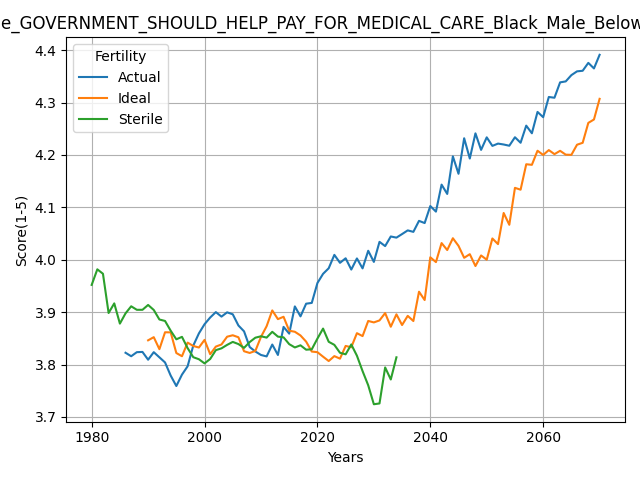 e_GOVERNMENT_SHOULD_HELP_PAY_FOR_MEDICAL_CARE_Black_Male_Below
Fertility
Actual
Ideal
Sterile
4.4
4.3
4.2
4.1
4.0
3.9
3.8
3.7
Score(1-5)
1980 2000 2020 2040 2060
Years